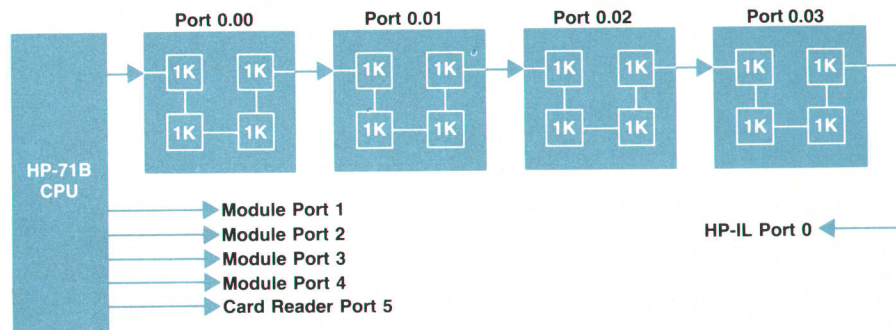 Port 0.00 Port 0.01 Port 0.02 Port 0.03
1K 1K 1K 1K 1K 1K 1K 1K
1K 1K 1K 1K 1K 1K 1K 1K
HP-71B
CPU
Module Port 1
Module Port 2
HP-IL Port 0
Module Port 3
Module Port 4
Card Reader Port 5